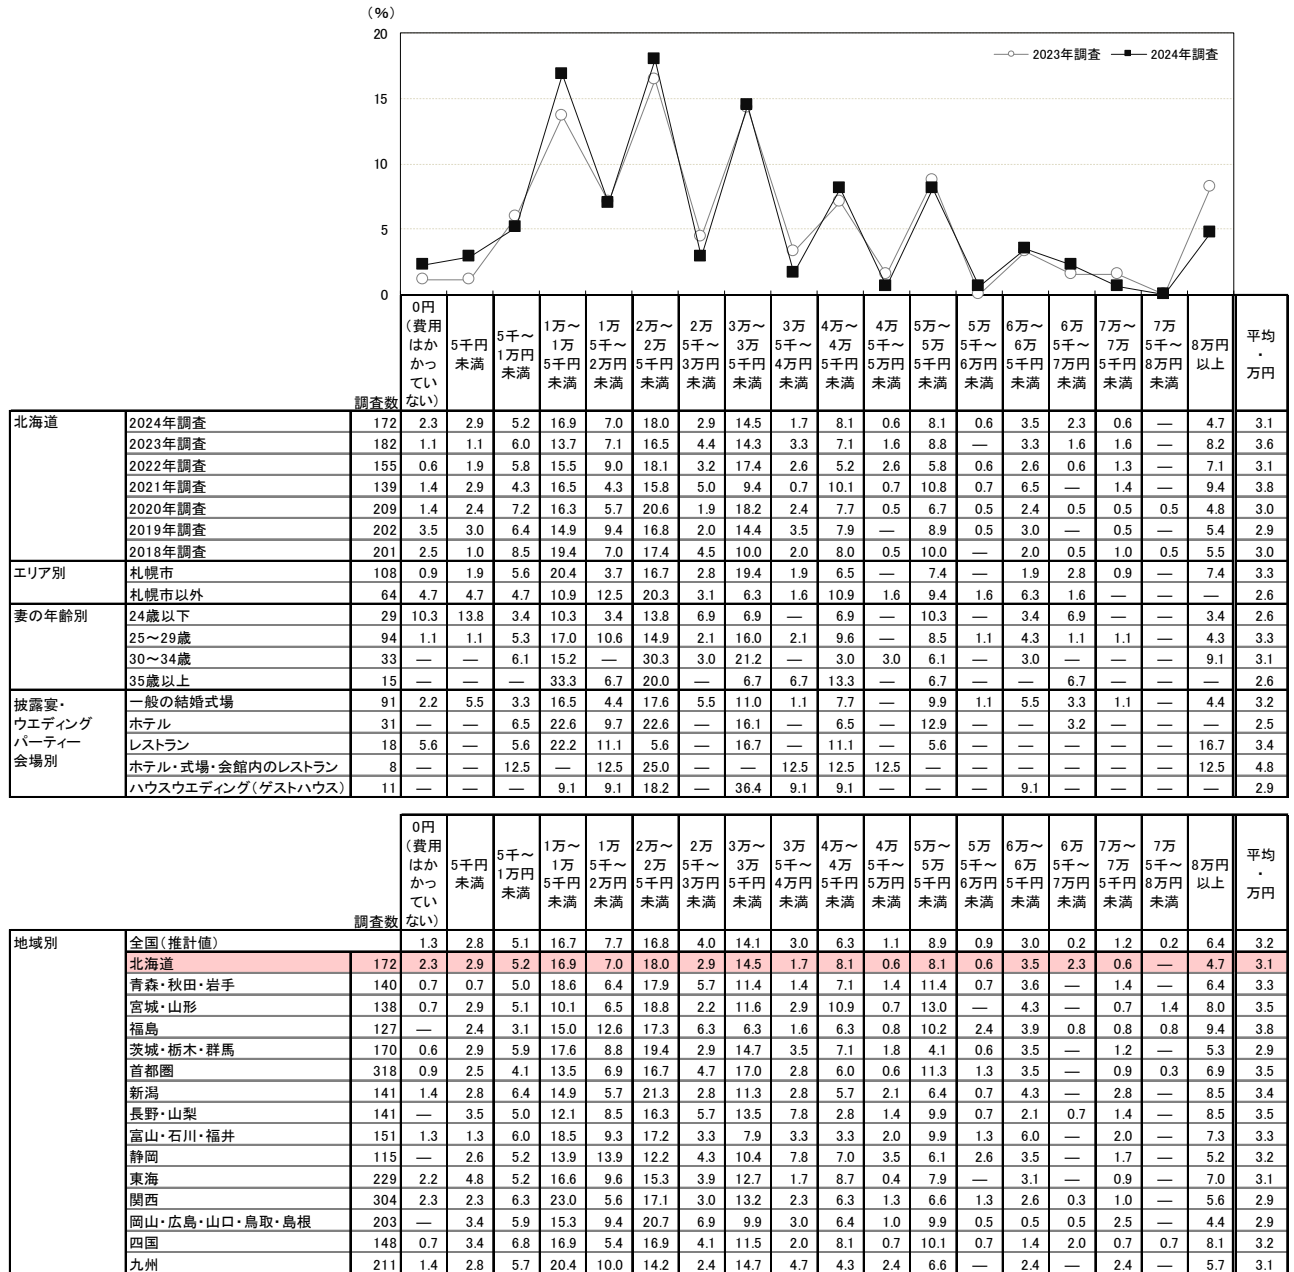 （%）
20
15
10
5
0
2023年調査 2024年調査
調査数 0円（費用はかかっていない） 5千円未満 5千～1万円未満 1万～1万5千円未満 1万5千～2万円未満 2万～2万5千円未満 2万5千～3万円未満 3万～3万5千円未満 3万5千～4万円未満 4万～4万5千円未満 4万5千～5万円未満 5万～5万5千円未満 5万5千～6万円未満 6万～6万5千円未満 6万5千～7万円未満 7万～7万5千円未満 7万5千～8万円未満 8万円以上 平均・万円
北海道 2024年調査 172 2.3 2.9 5.2 16.9 7.0 18.0 2.9 14.5 1.7 8.1 0.6 8.1 0.6 3.5 2.3 0.6 — 4.7 3.1
2023年調査 182 1.1 1.1 6.0 13.7 7.1 16.5 4.4 14.3 3.3 7.1 1.6 8.8 — 3.3 1.6 1.6 — 8.2 3.6
2022年調査 155 0.6 1.9 5.8 15.5 9.0 18.1 3.2 17.4 2.6 5.2 2.6 5.8 0.6 2.6 0.6 1.3 — 7.1 3.1
2021年調査 139 1.4 2.9 4.3 16.5 4.3 15.8 5.0 9.4 0.7 10.1 0.7 10.8 0.7 6.5 — 1.4 — 9.4 3.8
2020年調査 209 1.4 2.4 7.2 16.3 5.7 20.6 1.9 18.2 2.4 7.7 0.5 6.7 0.5 2.4 0.5 0.5 0.5 4.8 3.0
2019年調査 202 3.5 3.0 6.4 14.9 9.4 16.8 2.0 14.4 3.5 7.9 — 8.9 0.5 3.0 — 0.5 — 5.4 2.9
2018年調査 201 2.5 1.0 8.5 19.4 7.0 17.4 4.5 10.0 2.0 8.0 0.5 10.0 — 2.0 0.5 1.0 0.5 5.5 3.0
エリア別 札幌市 108 0.9 1.9 5.6 20.4 3.7 16.7 2.8 19.4 1.9 6.5 — 7.4 — 1.9 2.8 0.9 — 7.4 3.3
札幌市以外 64 4.7 4.7 4.7 10.9 12.5 20.3 3.1 6.3 1.6 10.9 1.6 9.4 1.6 6.3 1.6 — — — 2.6
妻の年齢別 24歳以下 29 10.3 13.8 3.4 10.3 3.4 13.8 6.9 6.9 — 6.9 — 10.3 — 3.4 6.9 — — 3.4 2.6
25～29歳 94 1.1 1.1 5.3 17.0 10.6 14.9 2.1 16.0 2.1 9.6 — 8.5 1.1 4.3 1.1 1.1 — 4.3 3.3
30～34歳 33 — — 6.1 15.2 — 30.3 3.0 21.2 — 3.0 3.0 6.1 — 3.0 — — — 9.1 3.1
35歳以上 15 — — — 33.3 6.7 20.0 — 6.7 6.7 13.3 — 6.7 — — 6.7 — — — 2.6
披露宴・ウエディングパーティー会場別 一般の結婚式場 91 2.2 5.5 3.3 16.5 4.4 17.6 5.5 11.0 1.1 7.7 — 9.9 1.1 5.5 3.3 1.1 — 4.4 3.2
ホテル 31 — — 6.5 22.6 9.7 22.6 — 16.1 — 6.5 — 12.9 — — 3.2 — — — 2.5
レストラン 18 5.6 — 5.6 22.2 11.1 5.6 — 16.7 — 11.1 — 5.6 — — — — — 16.7 3.4
ホテル・式場・会館内のレストラン 8 — — 12.5 — 12.5 25.0 — — 12.5 12.5 12.5 — — — — — — 12.5 4.8
ハウスウエディング（ゲストハウス） 11 — — — 9.1 9.1 18.2 — 36.4 9.1 9.1 — — — 9.1 — — — — 2.9
調査数 0円（費用はかかっていない） 5千円未満 5千～1万円未満 1万～1万5千円未満 1万5千～2万円未満 2万～2万5千円未満 2万5千～3万円未満 3万～3万5千円未満 3万5千～4万円未満 4万～4万5千円未満 4万5千～5万円未満 5万～5万5千円未満 5万5千～6万円未満 6万～6万5千円未満 6万5千～7万円未満 7万～7万5千円未満 7万5千～8万円未満 8万円以上 平均・万円
地域別 全国（推計値） 1.3 2.8 5.1 16.7 7.7 16.8 4.0 14.1 3.0 6.3 1.1 8.9 0.9 3.0 0.2 1.2 0.2 6.4 3.2
北海道 172 2.3 2.9 5.2 16.9 7.0 18.0 2.9 14.5 1.7 8.1 0.6 8.1 0.6 3.5 2.3 0.6 — 4.7 3.1
青森・秋田・岩手 140 0.7 0.7 5.0 18.6 6.4 17.9 5.7 11.4 1.4 7.1 1.4 11.4 0.7 3.6 — 1.4 — 6.4 3.3
宮城・山形 138 0.7 2.9 5.1 10.1 6.5 18.8 2.2 11.6 2.9 10.9 0.7 13.0 — 4.3 — 0.7 1.4 8.0 3.5
福島 127 — 2.4 3.1 15.0 12.6 17.3 6.3 6.3 1.6 6.3 0.8 10.2 2.4 3.9 0.8 0.8 0.8 9.4 3.8
茨城・栃木・群馬 170 0.6 2.9 5.9 17.6 8.8 19.4 2.9 14.7 3.5 7.1 1.8 4.1 0.6 3.5 — 1.2 — 5.3 2.9
首都圏 318 0.9 2.5 4.1 13.5 6.9 16.7 4.7 17.0 2.8 6.0 0.6 11.3 1.3 3.5 — 0.9 0.3 6.9 3.5
新潟 141 1.4 2.8 6.4 14.9 5.7 21.3 2.8 11.3 2.8 5.7 2.1 6.4 0.7 4.3 — 2.8 — 8.5 3.4
長野・山梨 141 — 3.5 5.0 12.1 8.5 16.3 5.7 13.5 7.8 2.8 1.4 9.9 0.7 2.1 0.7 1.4 — 8.5 3.5
富山・石川・福井 151 1.3 1.3 6.0 18.5 9.3 17.2 3.3 7.9 3.3 3.3 2.0 9.9 1.3 6.0 — 2.0 — 7.3 3.3
静岡 115 — 2.6 5.2 13.9 13.9 12.2 4.3 10.4 7.8 7.0 3.5 6.1 2.6 3.5 — 1.7 — 5.2 3.2
東海 229 2.2 4.8 5.2 16.6 9.6 15.3 3.9 12.7 1.7 8.7 0.4 7.9 — 3.1 — 0.9 — 7.0 3.1
関西 304 2.3 2.3 6.3 23.0 5.6 17.1 3.0 13.2 2.3 6.3 1.3 6.6 1.3 2.6 0.3 1.0 — 5.6 2.9
岡山・広島・山口・鳥取・島根 203 — 3.4 5.9 15.3 9.4 20.7 6.9 9.9 3.0 6.4 1.0 9.9 0.5 0.5 0.5 2.5 — 4.4 2.9
四国 148 0.7 3.4 6.8 16.9 5.4 16.9 4.1 11.5 2.0 8.1 0.7 10.1 0.7 1.4 2.0 0.7 0.7 8.1 3.2
九州 211 1.4 2.8 5.7 20.4 10.0 14.2 2.4 14.7 4.7 4.3 2.4 6.6 — 2.4 — 2.4 — 5.7 3.1